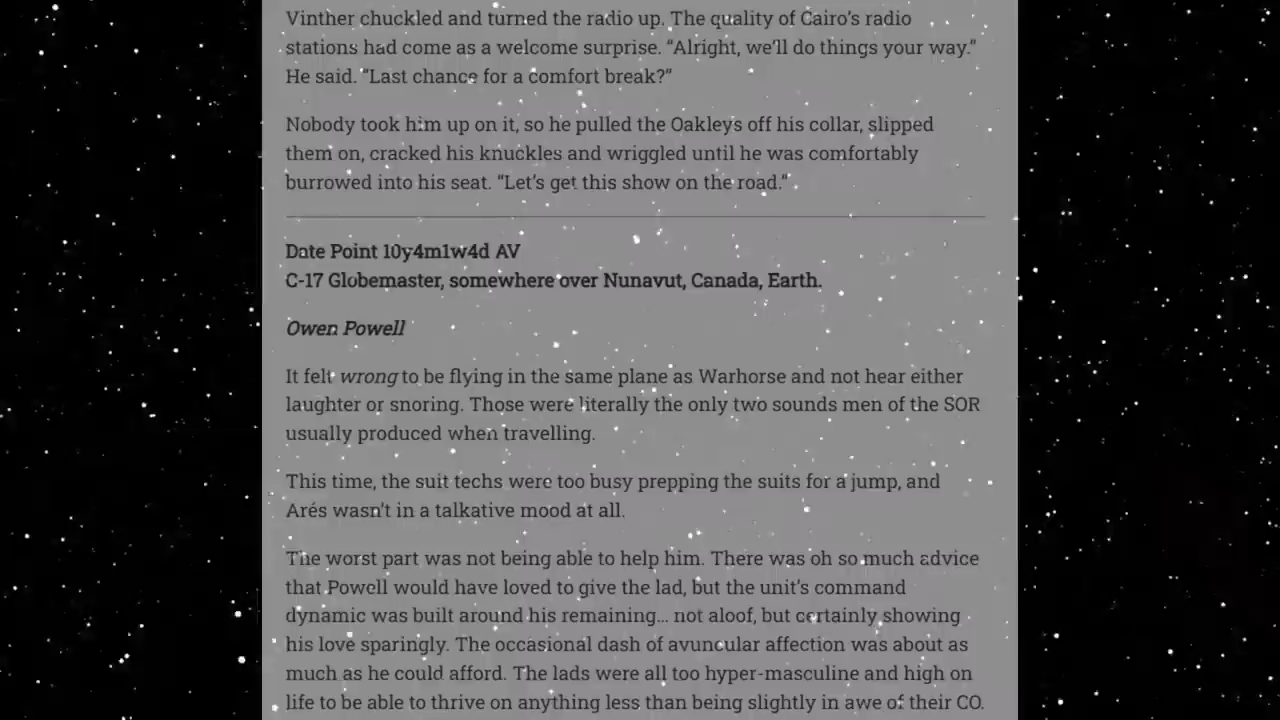 Vinther chuckled and turned the radio up. The quality of Cairo’s radio
stations had come as a welcome surprise. “Alright, we’ll do things your way.”
He said. “Last chance for a comfort break?”
Nobody took him up on it, so he pulled the Oakleys off his collar, slipped
them on, cracked his knuckles and wriggled until he was comfortably
burrowed into his seat. “Let’s get this show on the road.”
Date Point 10y4m1w4d AV
C-17 Globemaster, somewhere over Nunavut, Canada, Earth.
Owen Powell
It felt wrong to be flying in the same plane as Warhorse and not hear either
laughter or snoring. Those were literally the only two sounds men of the SOR
usually produced when travelling.
This time, the suit techs were too busy prepping the suits for a jump, and
Arés wasn’t in a talkative mood at all.
The worst part was not being able to help him. There was oh so much advice
that Powell would have loved to give the lad, but the unit’s command
dynamic was built around his remaining… not aloof, but certainly showing
his love sparingly. The occasional dash of avuncular affection was about as
much as he could afford. The lads were all too hyper-masculine and high on
life to be able to thrive on anything less than being slightly in awe of their CO.